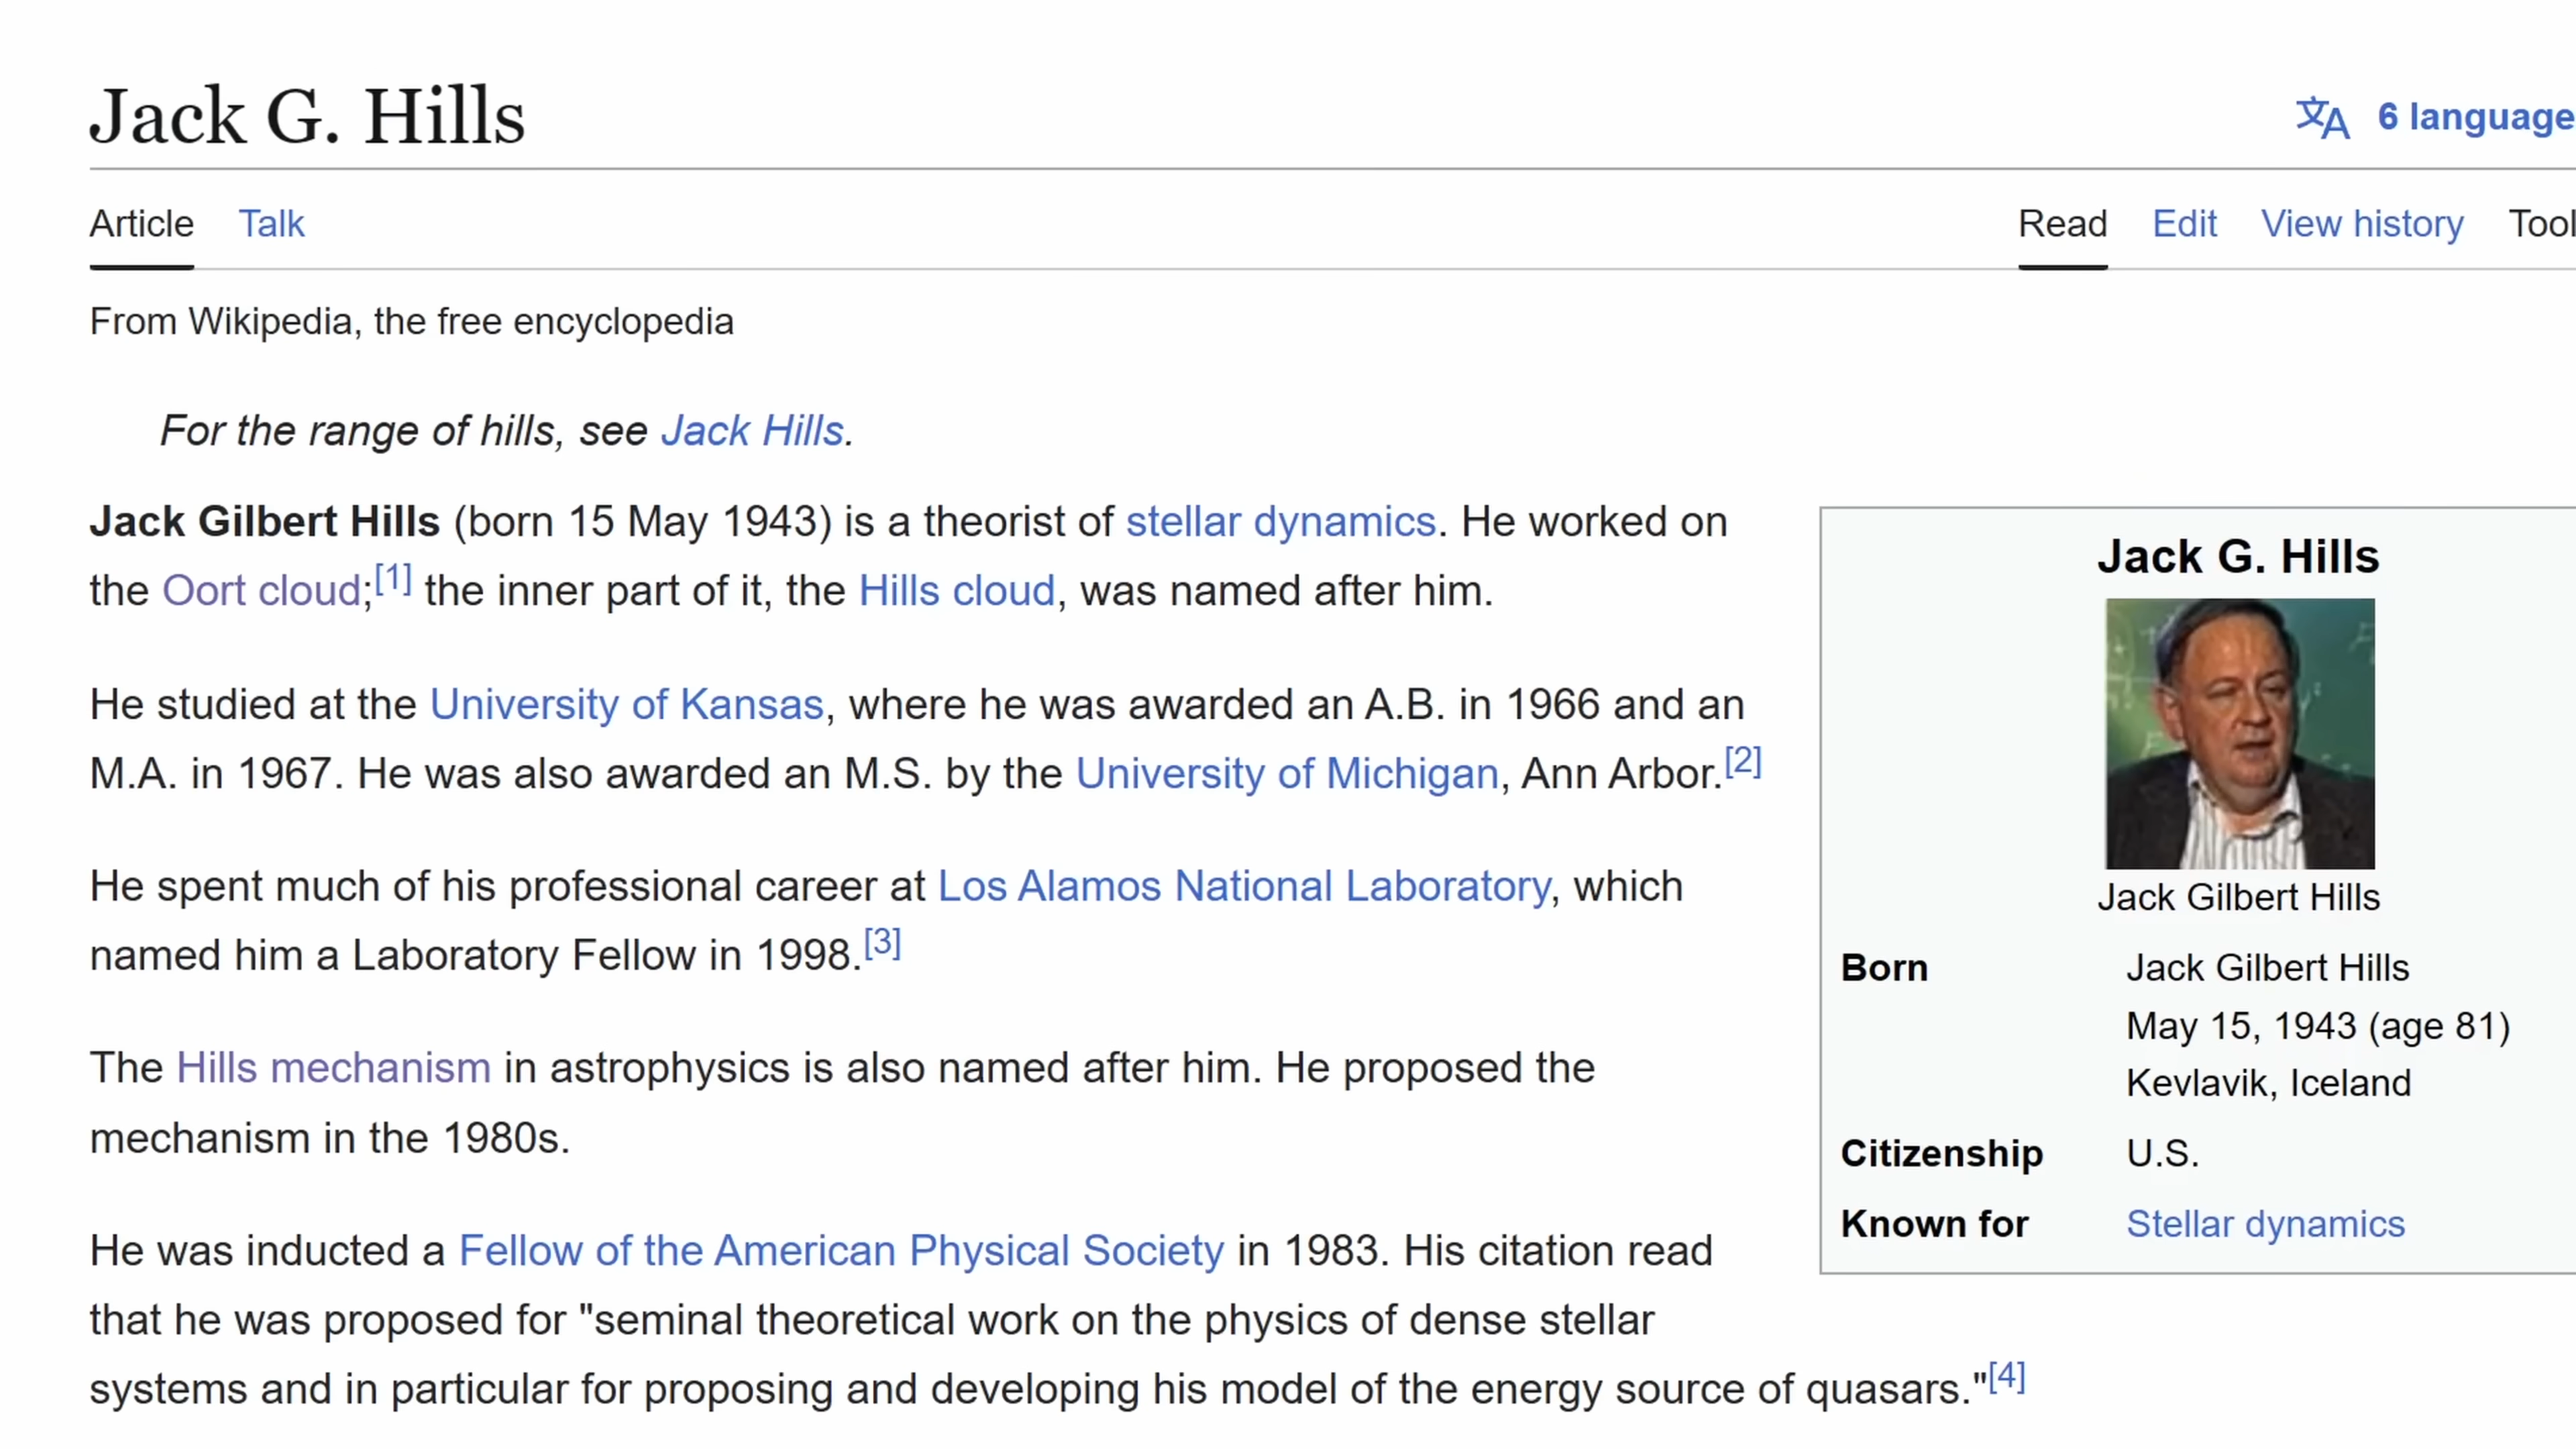 Jack G. Hills
文A 6 language
Article Talk
Read Edit View history Tool
From Wikipedia, the free encyclopedia
For the range of hills, see Jack Hills.
Jack Gilbert Hills (born 15 May 1943) is a theorist of stellar dynamics. He worked on
the Oort cloud;[1] the inner part of it, the Hills cloud, was named after him.
He studied at the University of Kansas, where he was awarded an A.B. in 1966 and an
M.A. in 1967. He was also awarded an M.S. by the University of Michigan, Ann Arbor.[2]
He spent much of his professional career at Los Alamos National Laboratory, which
named him a Laboratory Fellow in 1998.[3]
The Hills mechanism in astrophysics is also named after him. He proposed the
mechanism in the 1980s.
He was inducted a Fellow of the American Physical Society in 1983. His citation read
that he was proposed for "seminal theoretical work on the physics of dense stellar
systems and in particular for proposing and developing his model of the energy source of quasars."[4]
Jack G. Hills
Jack Gilbert Hills
Born Jack Gilbert Hills
May 15, 1943 (age 81)
Kevlavik, Iceland
Citizenship U.S.
Known for Stellar dynamics